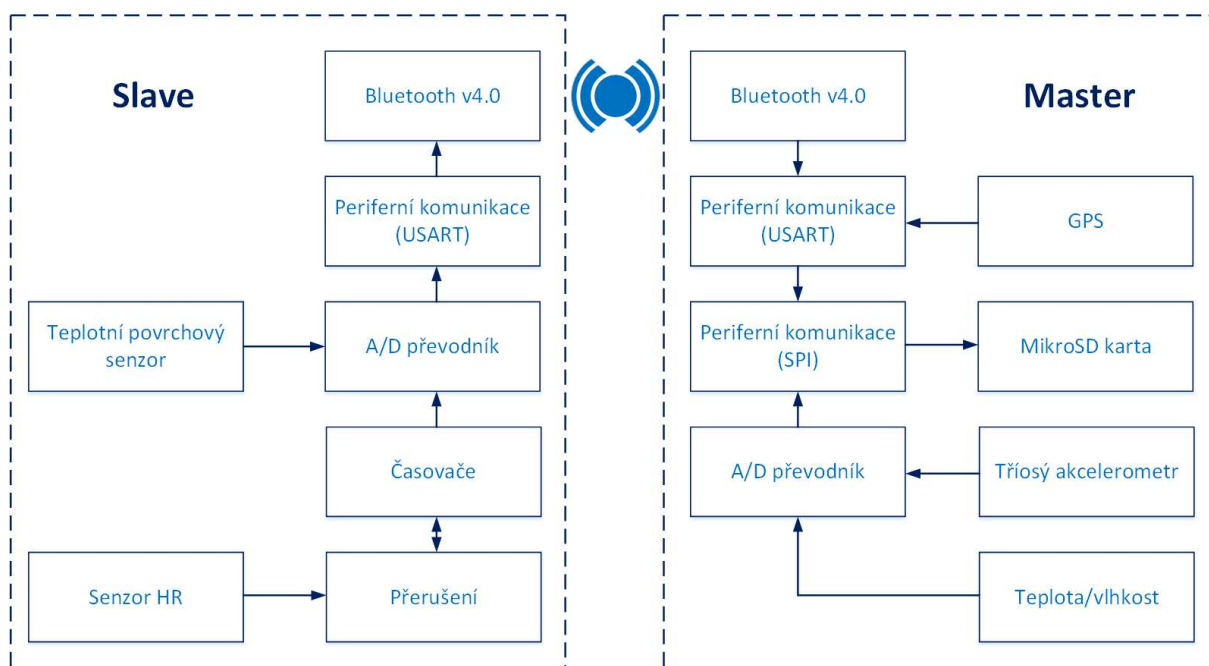 Slave
Bluetooth v4.0
Periferní komunikace
(USART)
Teplotní povrchový
senzor
A/D převodník
Časovače
Senzor HR
Přerušení
Master
Bluetooth v4.0
Periferní komunikace
(USART)
GPS
Periferní komunikace
(SPI)
MikroSD karta
A/D převodník
Tříosý akcelerometr
Teplota/vlhkost